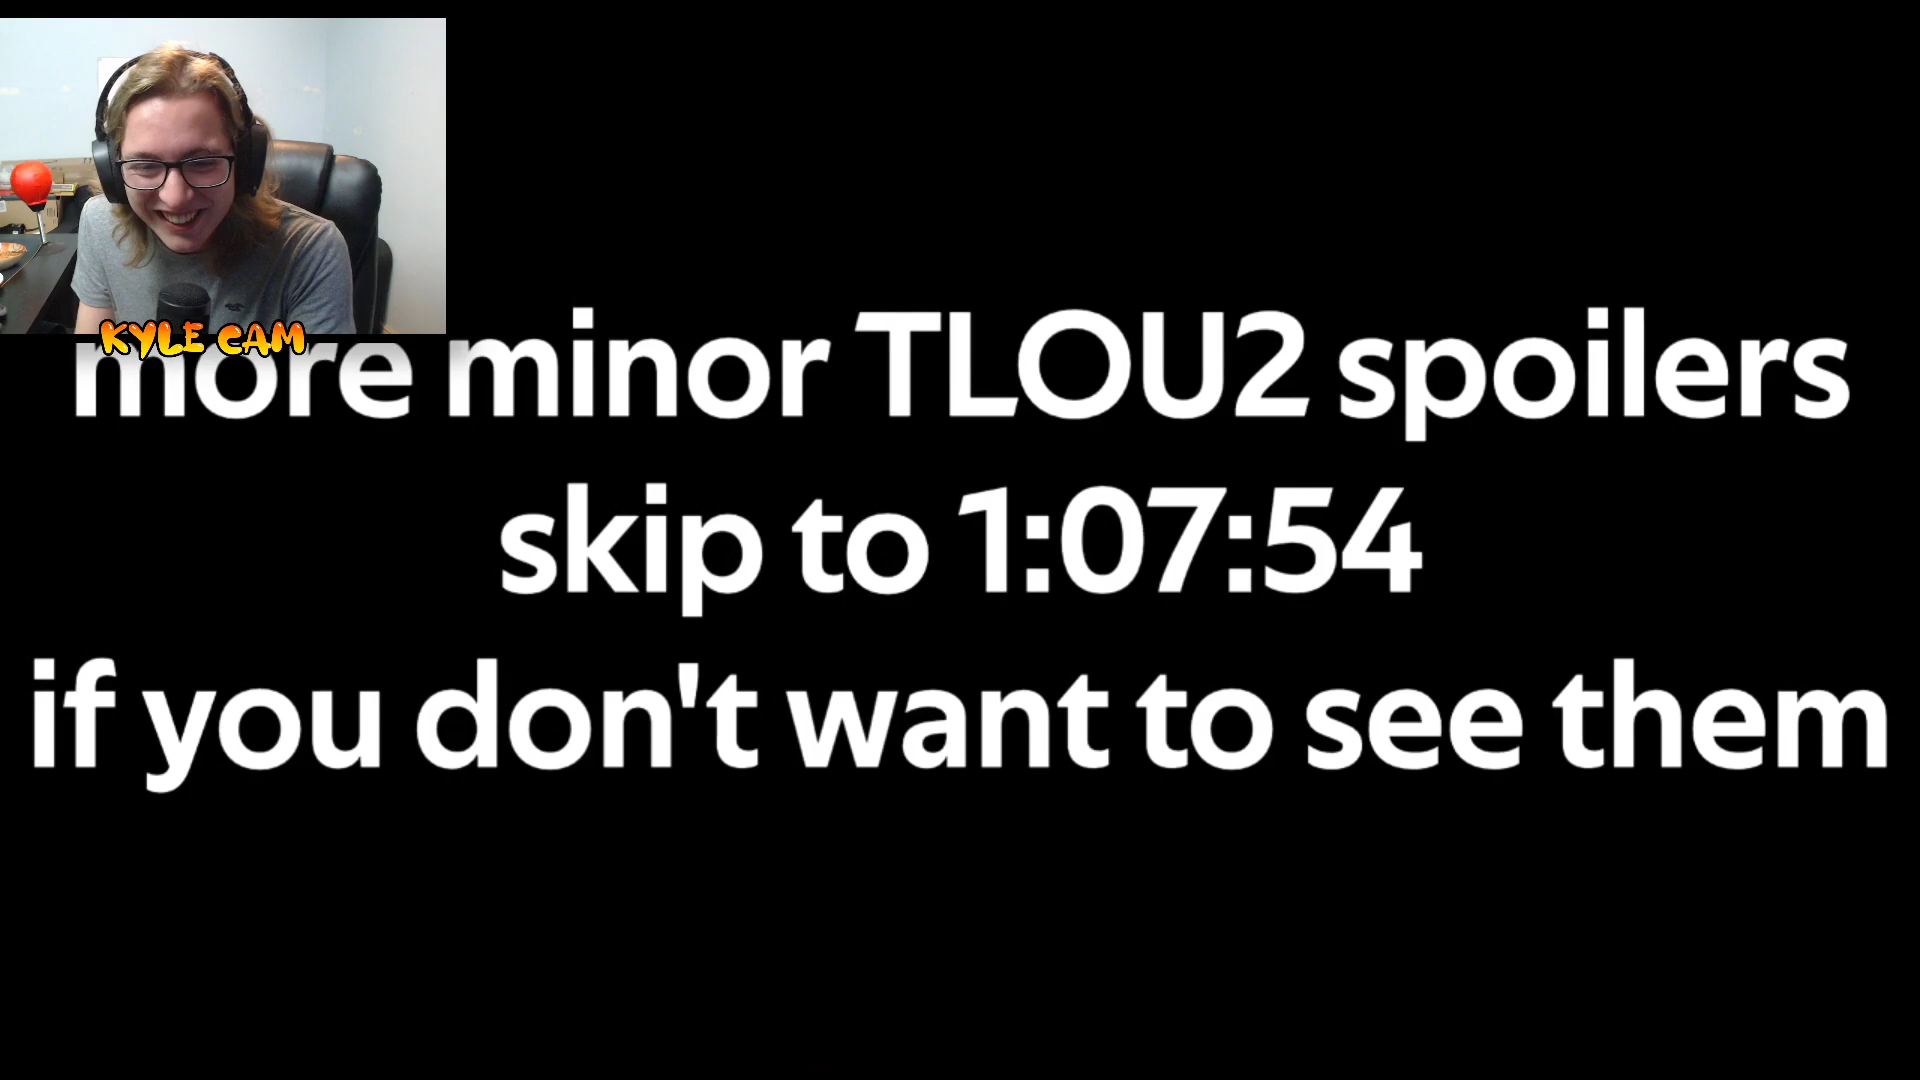 KYLE CAM
more minor TLOU2 spoilers
skip to 1:07:54
if you don't want to see them